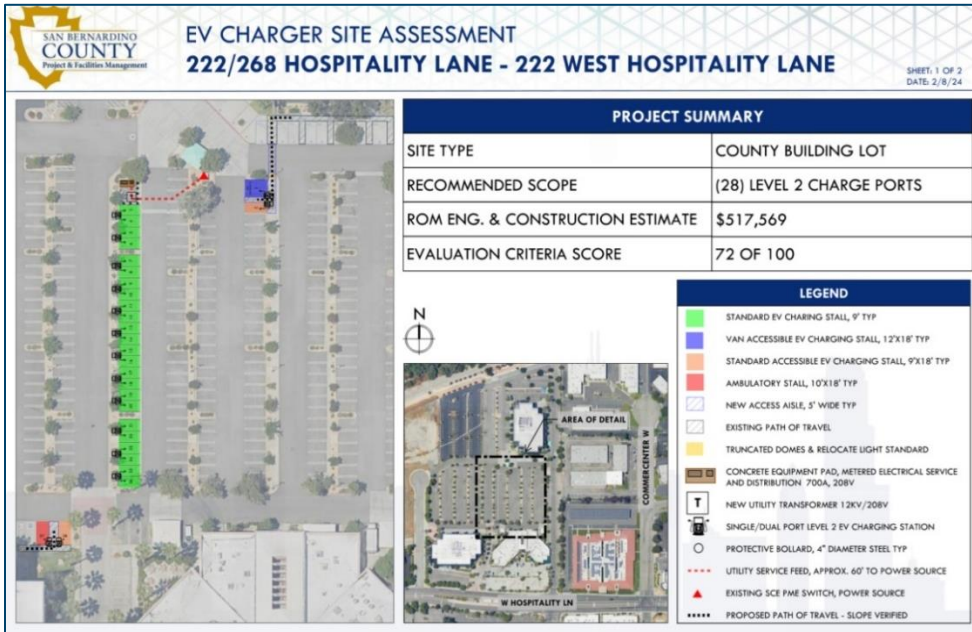 SAN BERNARDINO
COUNTY
Project & Facilities Management
EV CHARGER SITE ASSESSMENT
222/268 HOSPITALITY LANE - 222 WEST HOSPITALITY LANE
SHEET: 1 OF 2
DATE: 2/8/24
PROJECT SUMMARY
SITE TYPE COUNTY BUILDING LOT
RECOMMENDED SCOPE (28) LEVEL 2 CHARGE PORTS
ROM ENG. & CONSTRUCTION ESTIMATE $517,569
EVALUATION CRITERIA SCORE 72 OF 100
N
AREA OF DETAIL
COMMERCENTER W
W HOSPITALITY LN
LEGEND
STANDARD EV CHARING STALL, 9' TYP
VAN ACCESSIBLE EV CHARGING STALL, 12'X18' TYP
STANDARD ACCESSIBLE EV CHARGING STALL, 9'X18' TYP
AMBULATORY STALL, 10'X18' TYP
NEW ACCESS AISLE, 5' WIDE TYP
EXISTING PATH OF TRAVEL
TRUNCATED DOMES & RELOCATE LIGHT STANDARD
CONCRETE EQUIPMENT PAD, METERED ELECTRICAL SERVICE
AND DISTRIBUTION 700A, 208V
T NEW UTILITY TRANSFORMER 12KV/208V
SINGLE/DUAL PORT LEVEL 2 EV CHARGING STATION
PROTECTIVE BOLLARD, 4" DIAMETER STEEL TYP
UTILITY SERVICE FEED, APPROX. 60' TO POWER SOURCE
EXISTING SCE PME SWITCH, POWER SOURCE
PROPOSED PATH OF TRAVEL - SLOPE VERIFIED